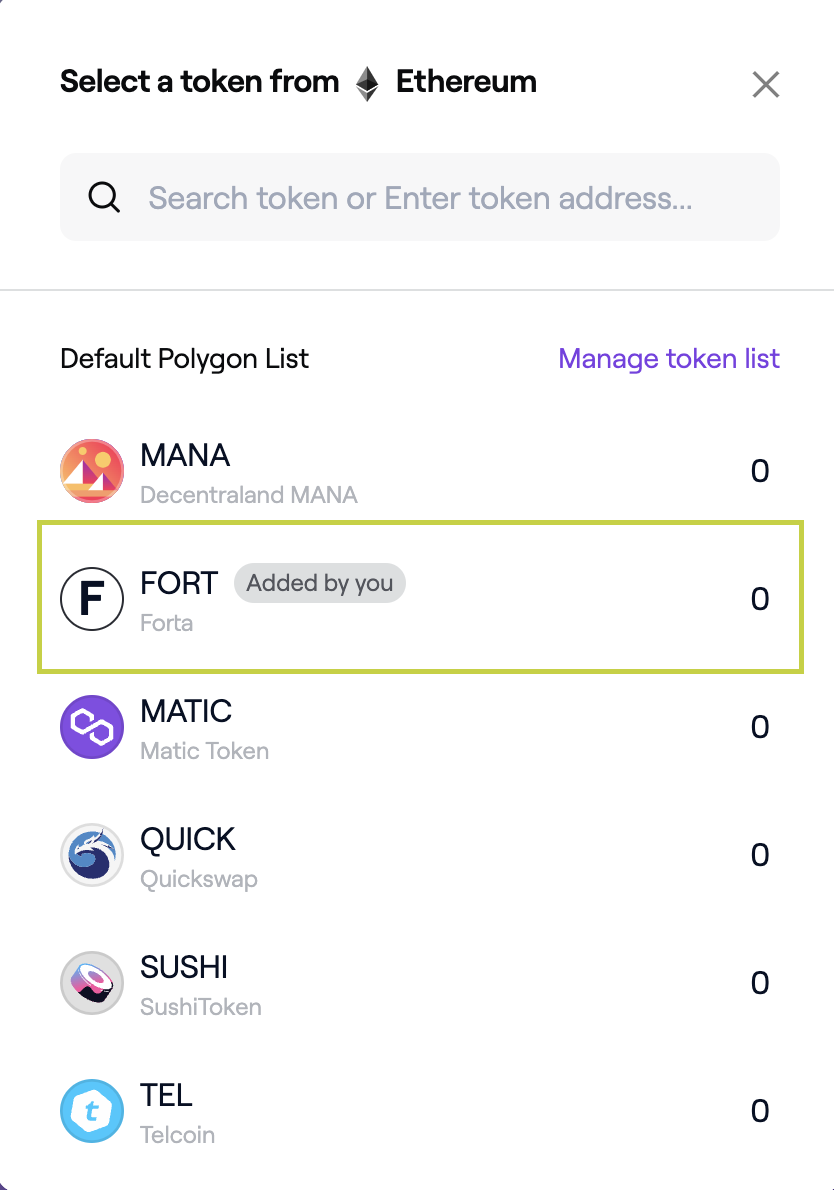 Select a token from Ethereum
Search token or Enter token address...
Default Polygon List Manage token list
MANA
Decentraland MANA
0
F
FORT Added by you
Forta
0
MATIC
Matic Token
0
QUICK
Quickswap
0
SUSHI
SushiToken
0
t
TEL
Telcoin
0